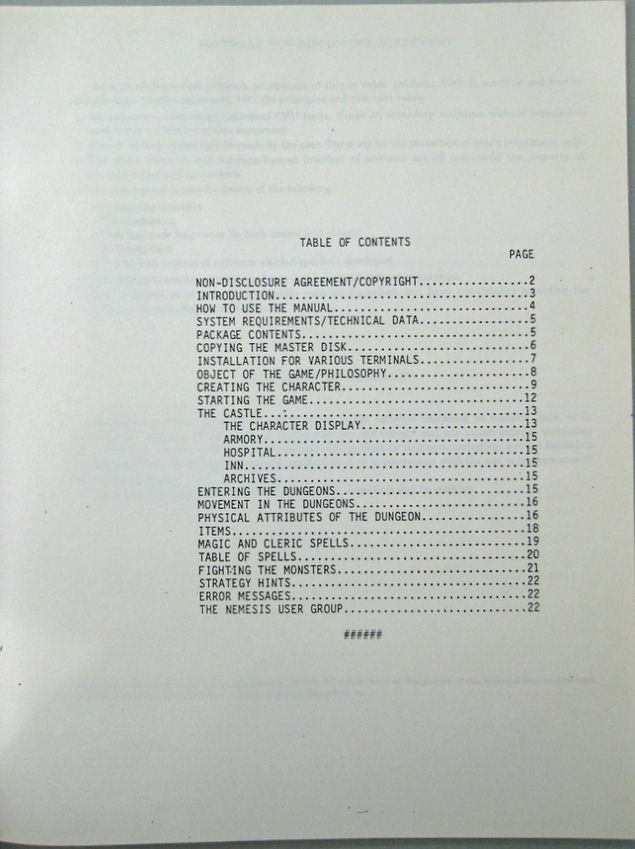 TABLE OF CONTENTS
PAGE
NON-DISCLOSURE AGREEMENT/COPYRIGHT................2
INTRODUCTION......................................3
HOW TO USE THE MANUAL.............................4
SYSTEM REQUIREMENTS/TECHNICAL DATA................5
PACKAGE CONTENTS..................................5
COPYING THE MASTER DISK...........................6
INSTALLATION FOR VARIOUS TERMINALS................7
OBJECT OF THE GAME/PHILOSOPHY.....................8
CREATING THE CHARACTER............................9
STARTING THE GAME................................12
THE CASTLE.......................................13
THE CHARACTER DISPLAY........................13
ARMORY.......................................15
HOSPITAL.....................................15
INN..........................................15
ARCHIVES.....................................15
ENTERING THE DUNGEONS............................15
MOVEMENT IN THE DUNGEONS.........................16
PHYSICAL ATTRIBUTES OF THE DUNGEON...............16
ITEMS............................................18
MAGIC AND CLERIC SPELLS..........................19
TABLE OF SPELLS..................................20
FIGHTING THE MONSTERS............................21
STRATEGY HINTS...................................22
ERROR MESSAGES...................................22
THE NEMESIS USER GROUP...........................22
######